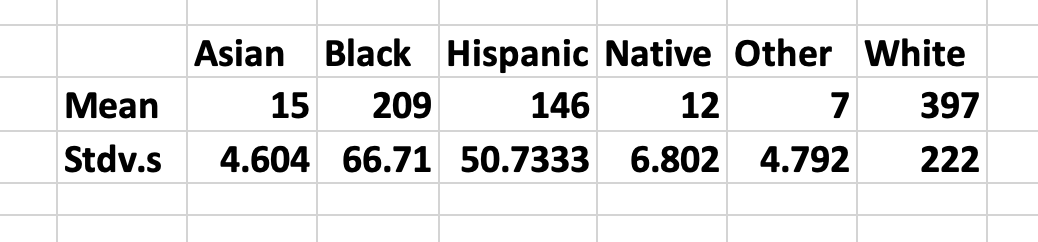 Asian Black Hispanic Native Other White
Mean 15 209 146 12 7 397
Stdv.s 4.604 66.71 50.7333 6.802 4.792 222